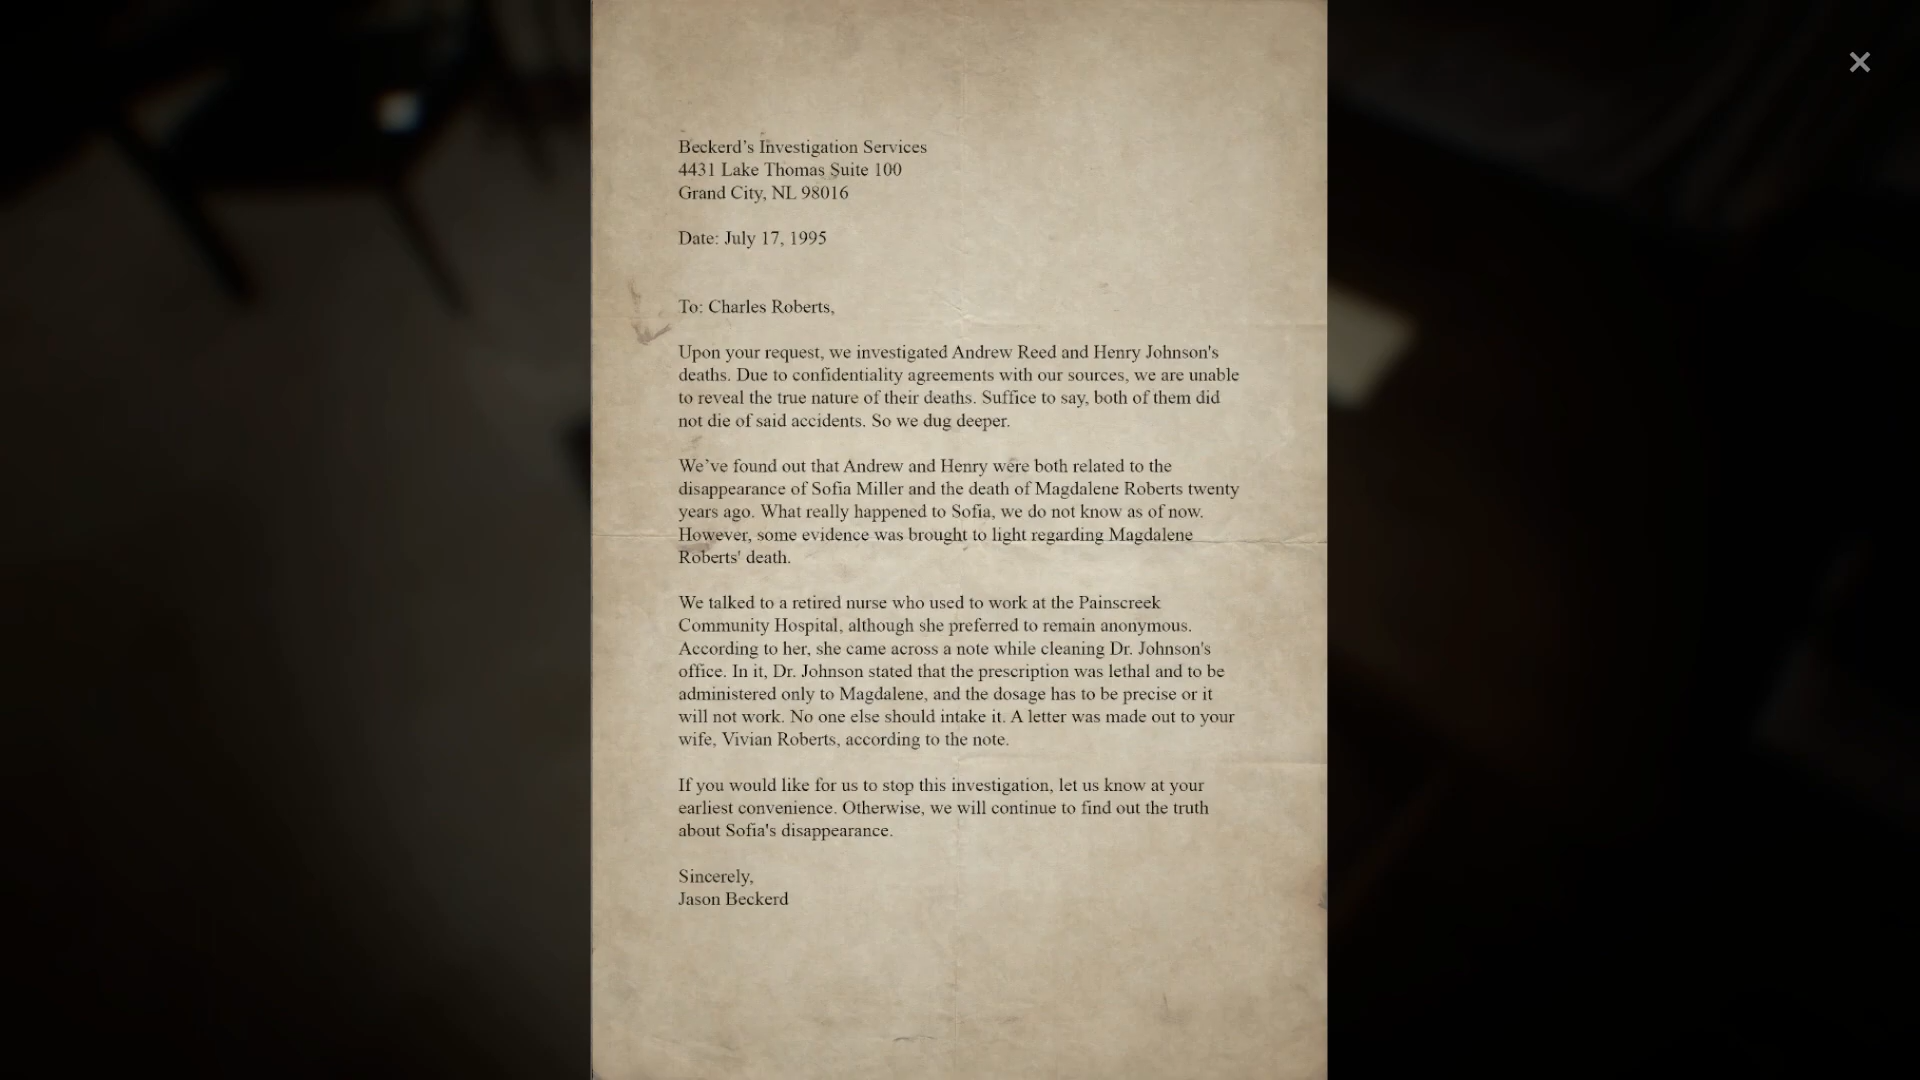 Beckerd’s Investigation Services
4431 Lake Thomas Suite 100
Grand City, NL 98016
Date: July 17, 1995
To: Charles Roberts,
Upon your request, we investigated Andrew Reed and Henry Johnson's
deaths. Due to confidentiality agreements with our sources, we are unable
to reveal the true nature of their deaths. Suffice to say, both of them did
not die of said accidents. So we dug deeper.
We’ve found out that Andrew and Henry were both related to the
disappearance of Sofia Miller and the death of Magdalene Roberts twenty
years ago. What really happened to Sofia, we do not know as of now.
However, some evidence was brought to light regarding Magdalene
Roberts' death.
We talked to a retired nurse who used to work at the Painscreek
Community Hospital, although she preferred to remain anonymous.
According to her, she came across a note while cleaning Dr. Johnson's
office. In it, Dr. Johnson stated that the prescription was lethal and to be
administered only to Magdalene, and the dosage has to be precise or it
will not work. No one else should intake it. A letter was made out to your
wife, Vivian Roberts, according to the note.
If you would like for us to stop this investigation, let us know at your
earliest convenience. Otherwise, we will continue to find out the truth
about Sofia's disappearance.
Sincerely,
Jason Beckerd